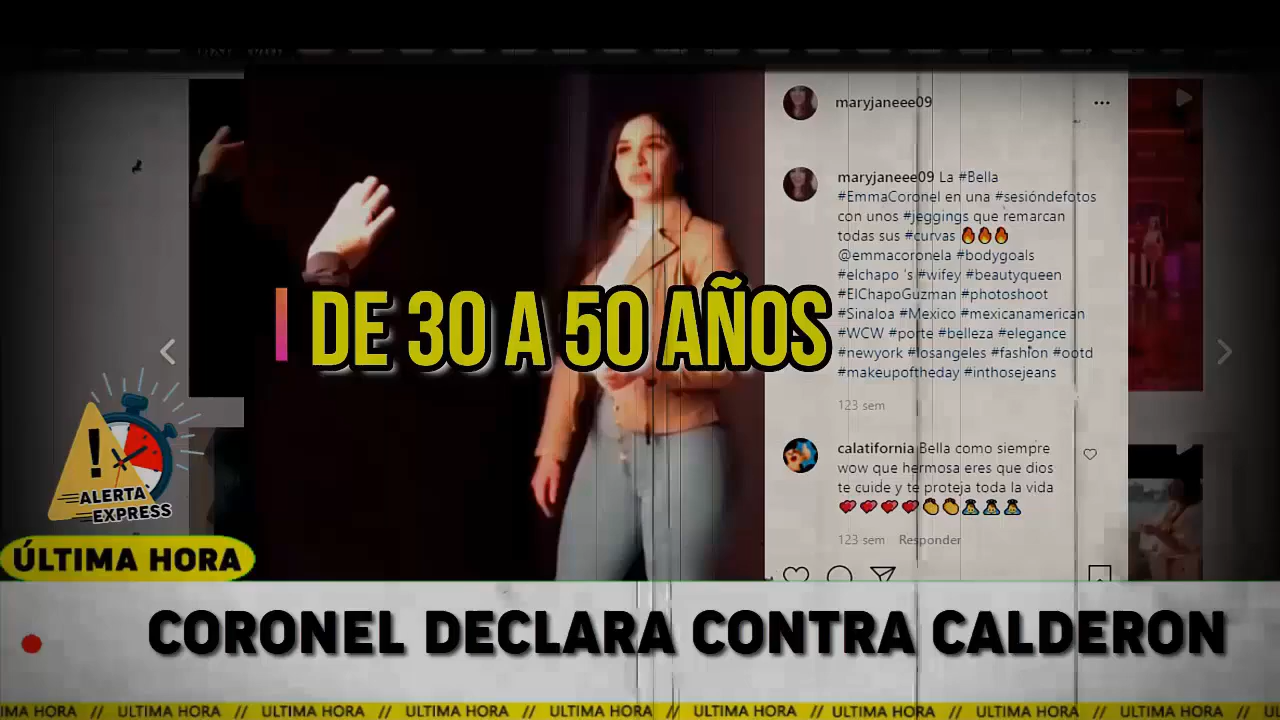 maryjaneee09
maryjaneee09 La #Bella
#EmmaCoronel en una #sesióndefotos
con unos #jeggings que remarcan
todas sus #curvas 🔥🔥🔥
@emmacoronela #bodygoals
#elchapo 's #wifey #beautyqueen
#ElChapoGuzman #photoshoot
#Sinaloa #Mexico #mexicanamerican
#WCW #porte #belleza #elegance
#newyork #losangeles #fashion #ootd
#makeupoftheday #inthosejeans
123 sem
calatifornia Bella como siempre
wow que hermosa eres que dios
te cuide y te proteja toda la vida
123 sem Responder
DE 30 A 50 AÑOS
ALERTA
EXPRESS
ÚLTIMA HORA
CORONEL DECLARA CONTRA CALDERON
IMA HORA // ULTIMA HORA // ULTIMA HORA // ULTIMA HORA // ULTIMA HORA // ULTIMA HORA // ULTIMA HORA // ULTIMA HORA // UL